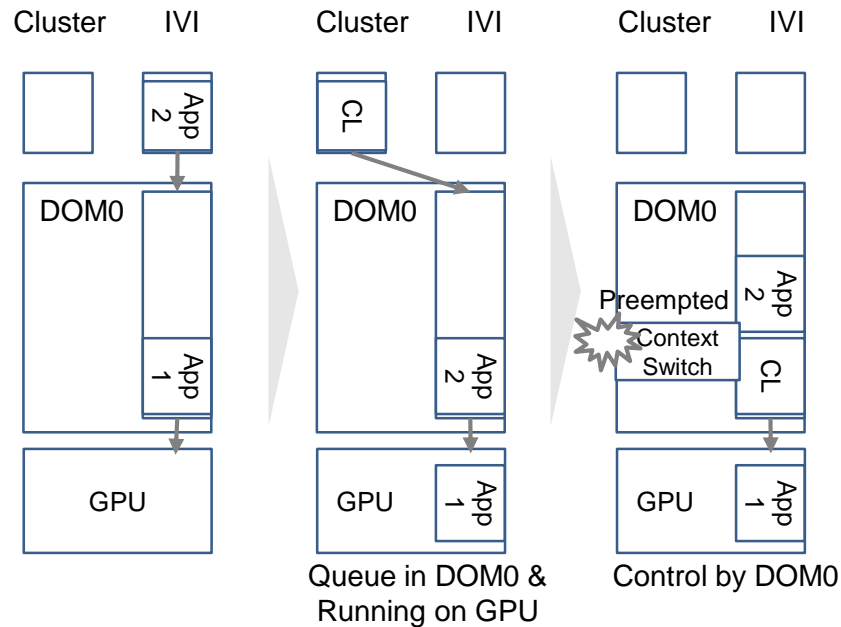 Cluster IVI
App 2
DOM0
App 1
GPU
Cluster IVI
CL
DOM0
App 2
GPU
App 1
Queue in DOM0 &
Running on GPU
Cluster IVI
DOM0
App 2
Preempted
Context
Switch
CL
GPU
App 1
Control by DOM0